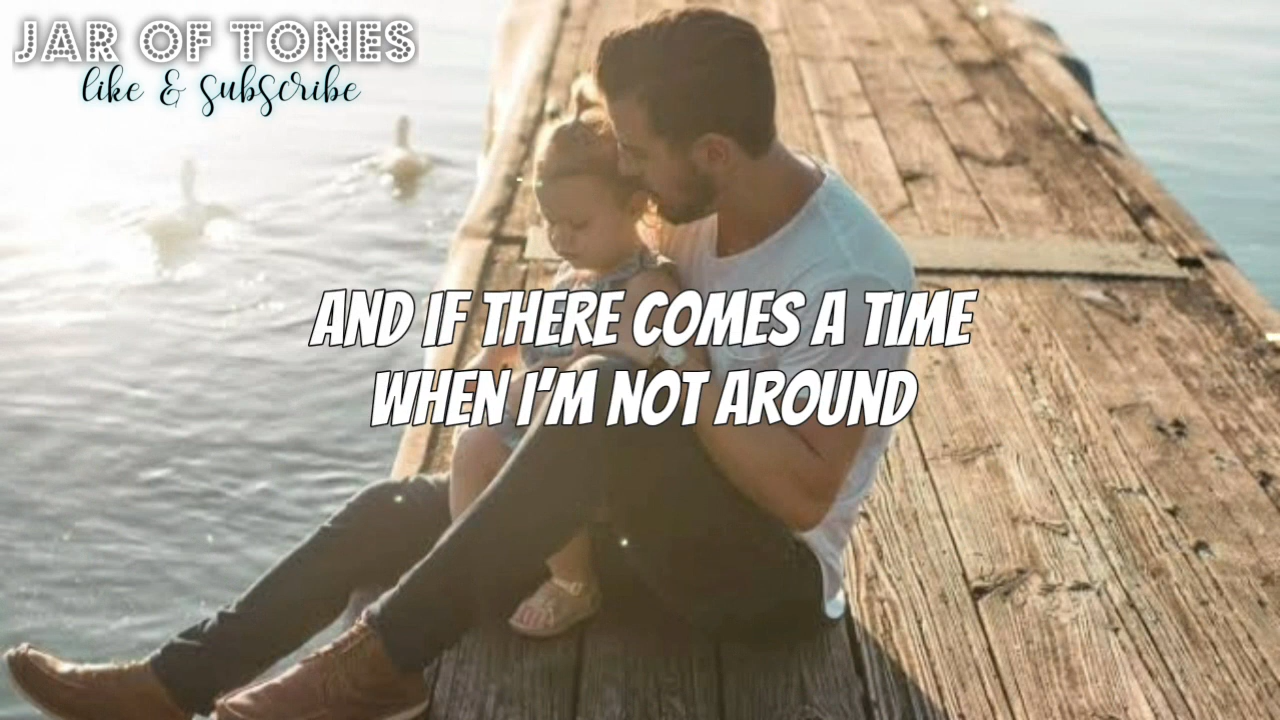 JAR OF TONES
like & subscribe
AND IF THERE COMES A TIME
WHEN I'M NOT AROUND